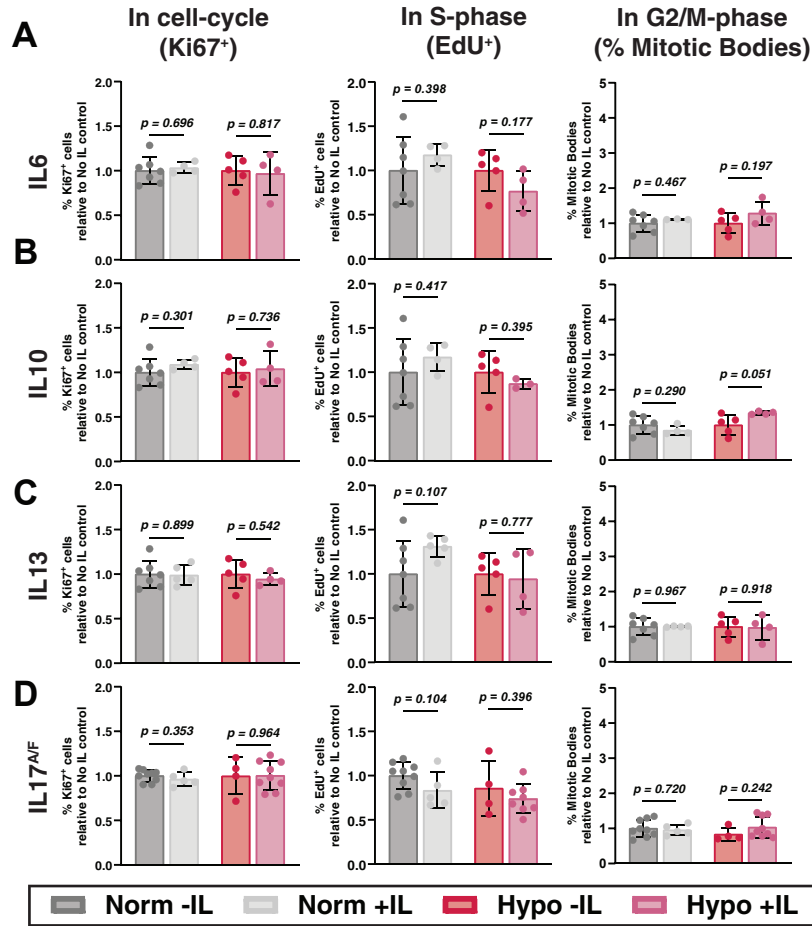 A
In cell-cycle
(Ki67⁺)
In S-phase
(EdU⁺)
In G2/M-phase
(% Mitotic Bodies)
IL6
% Ki67⁺ cells
relative to No IL control
2.0
1.5
1.0
0.5
0.0
p = 0.696
p = 0.817
% EdU⁺ cells
relative to No IL control
2.0
1.5
1.0
0.5
0.0
p = 0.398
p = 0.177
% Mitotic Bodies
relative to No IL control
5
4
3
2
1
0
p = 0.467
p = 0.197
B
IL10
% Ki67⁺ cells
relative to No IL control
2.0
1.5
1.0
0.5
0.0
p = 0.301
p = 0.736
% EdU⁺ cells
relative to No IL control
2.0
1.5
1.0
0.5
0.0
p = 0.417
p = 0.395
% Mitotic Bodies
relative to No IL control
5
4
3
2
1
0
p = 0.290
p = 0.051
C
IL13
% Ki67⁺ cells
relative to No IL control
2.0
1.5
1.0
0.5
0.0
p = 0.899
p = 0.542
% EdU⁺ cells
relative to No IL control
2.0
1.5
1.0
0.5
0.0
p = 0.107
p = 0.777
% Mitotic Bodies
relative to No IL control
5
4
3
2
1
0
p = 0.967
p = 0.918
D
IL17ᴬ/ᶠ
% Ki67⁺ cells
relative to No IL control
2.0
1.5
1.0
0.5
0.0
p = 0.353
p = 0.964
% EdU⁺ cells
relative to No IL control
2.0
1.5
1.0
0.5
0.0
p = 0.104
p = 0.396
% Mitotic Bodies
relative to No IL control
5
4
3
2
1
0
p = 0.720
p = 0.242
Norm -IL Norm +IL Hypo -IL Hypo +IL